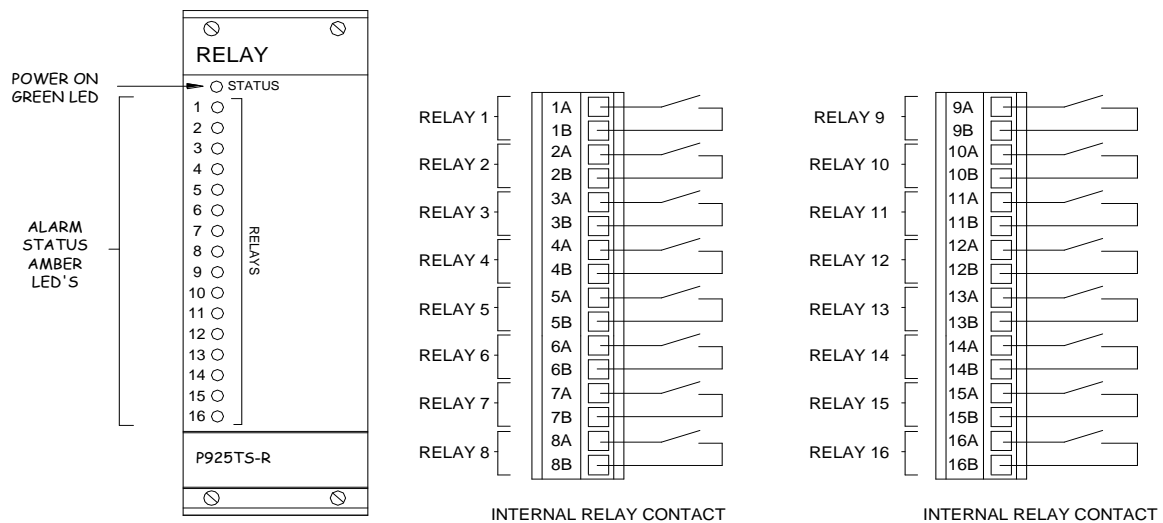 RELAY
POWER ON
GREEN LED
STATUS
1
2
3
4
5
6
7
8
9
10
11
12
13
14
15
16
RELAYS
ALARM
STATUS
AMBER
LED'S
P925TS-R
RELAY 1
1A
1B
RELAY 2
2A
2B
RELAY 3
3A
3B
RELAY 4
4A
4B
RELAY 5
5A
5B
RELAY 6
6A
6B
RELAY 7
7A
7B
RELAY 8
8A
8B
INTERNAL RELAY CONTACT
RELAY 9
9A
9B
RELAY 10
10A
10B
RELAY 11
11A
11B
RELAY 12
12A
12B
RELAY 13
13A
13B
RELAY 14
14A
14B
RELAY 15
15A
15B
RELAY 16
16A
16B
INTERNAL RELAY CONTACT